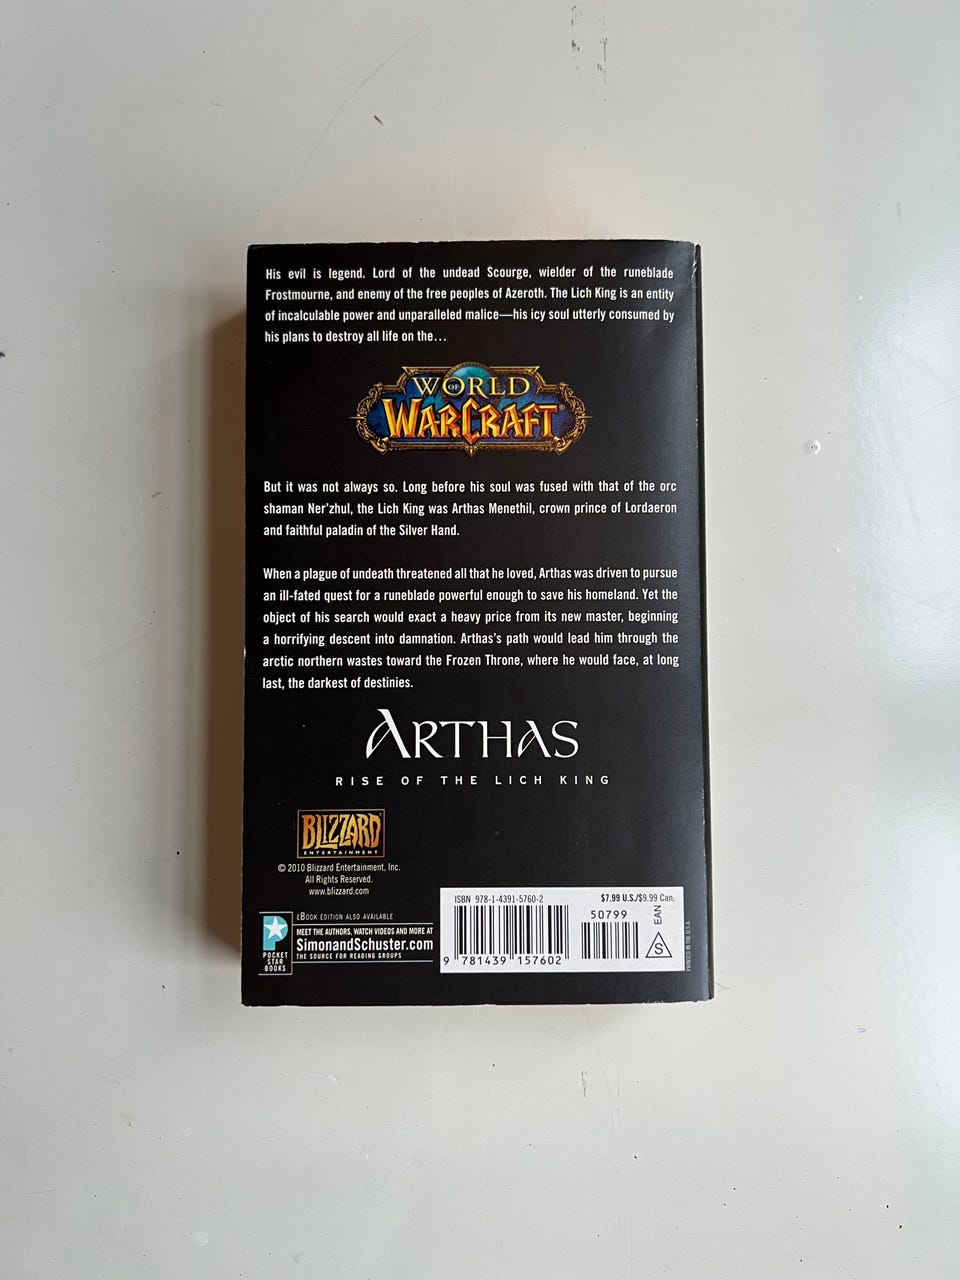 His evil is legend. Lord of the undead Scourge, wielder of the runeblade
Frostmourne, and enemy of the free peoples of Azeroth. The Lich King is an entity
of incalculable power and unparalleled malice—his icy soul utterly consumed by
his plans to destroy all life on the...
WORLD
OF
WARCRAFT
But it was not always so. Long before his soul was fused with that of the orc
shaman Ner'zhul, the Lich King was Arthas Menethil, crown prince of Lordaeron
and faithful paladin of the Silver Hand.
When a plague of undeath threatened all that he loved, Arthas was driven to pursue
an ill-fated quest for a runeblade powerful enough to save his homeland. Yet the
object of his search would exact a heavy price from its new master, beginning
a horrifying descent into damnation. Arthas's path would lead him through the
arctic northern wastes toward the Frozen Throne, where he would face, at long
last, the darkest of destinies.
ARTHAS
RISE OF THE LICH KING
BLIZZARD
ENTERTAINMENT
© 2010 Blizzard Entertainment, Inc.
All Rights Reserved.
www.blizzard.com
POCKET
STAR
BOOKS
EBOOK EDITION ALSO AVAILABLE
MEET THE AUTHORS, WATCH VIDEOS AND MORE AT
SimonandSchuster.com
THE SOURCE FOR READING GROUPS
ISBN 978-1-4391-5760-2
$7.99 U.S./$9.99 Can.
50799
EAN
S
9 781439 157602
PRINTED IN THE U.S.A.